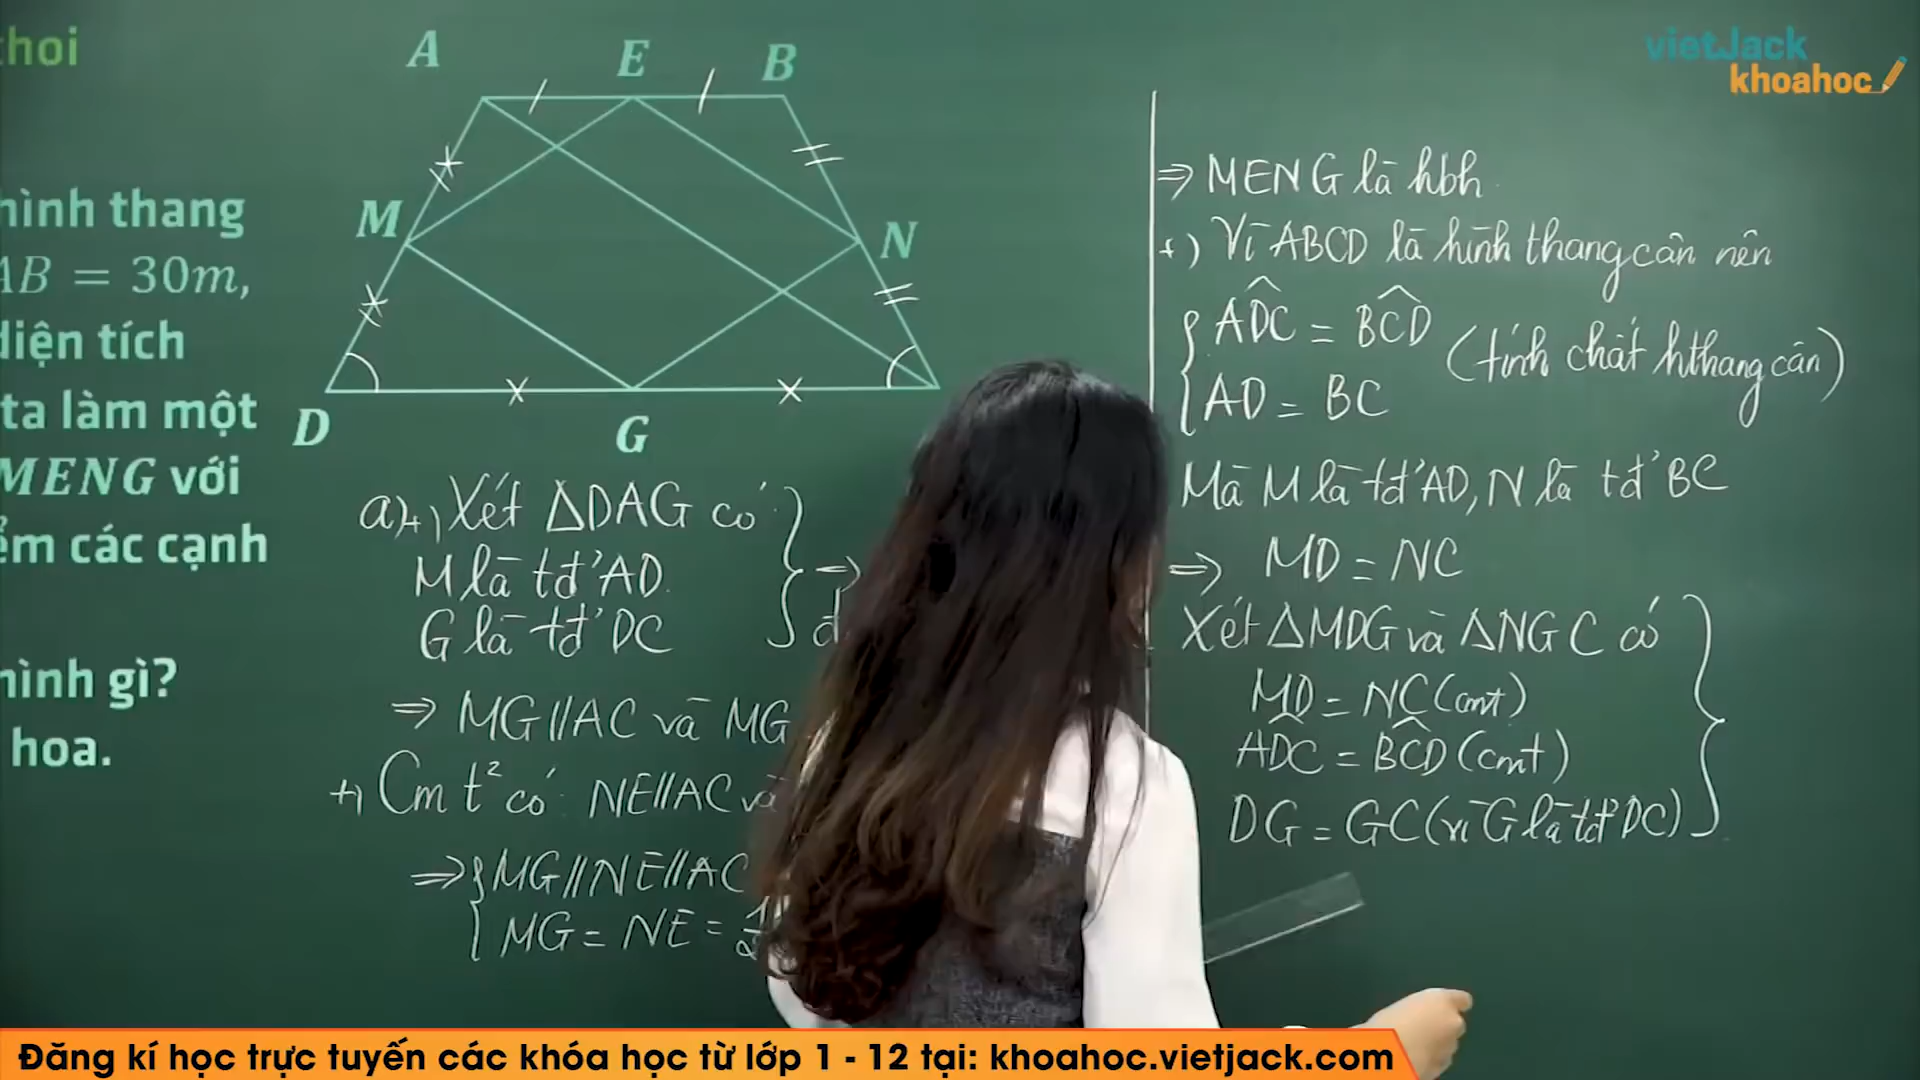 vietJack
khoahoc
hoi
hình thang
AB = 30m,
diện tích
ta làm một
MENG với
các cạnh
hình gì?
hoa.
A
E
B
M
N
D
G
a) +) Xét ΔDAG có
M là tđ' AD
G là tđ' DC
⇒ MG // AC và MG
+) Cm t² có: NE // AC và
⇒ { MG // NE // AC
MG = NE = 1/2
⇒ MENG là hbh
+) Vì ABCD là hình thang cân nên
{ ADC = BCD
AD = BC
(tính chất hthang cân)
Mà M là tđ' AD, N là tđ' BC
⇒ MD = NC
Xét ΔMDG và ΔNGC có
MD = NC (cmt)
ADC = BCD (cmt)
DG = GC (vì G là tđ' DC)
Đăng kí học trực tuyến các khóa học từ lớp 1 - 12 tại: khoahoc.vietjack.com